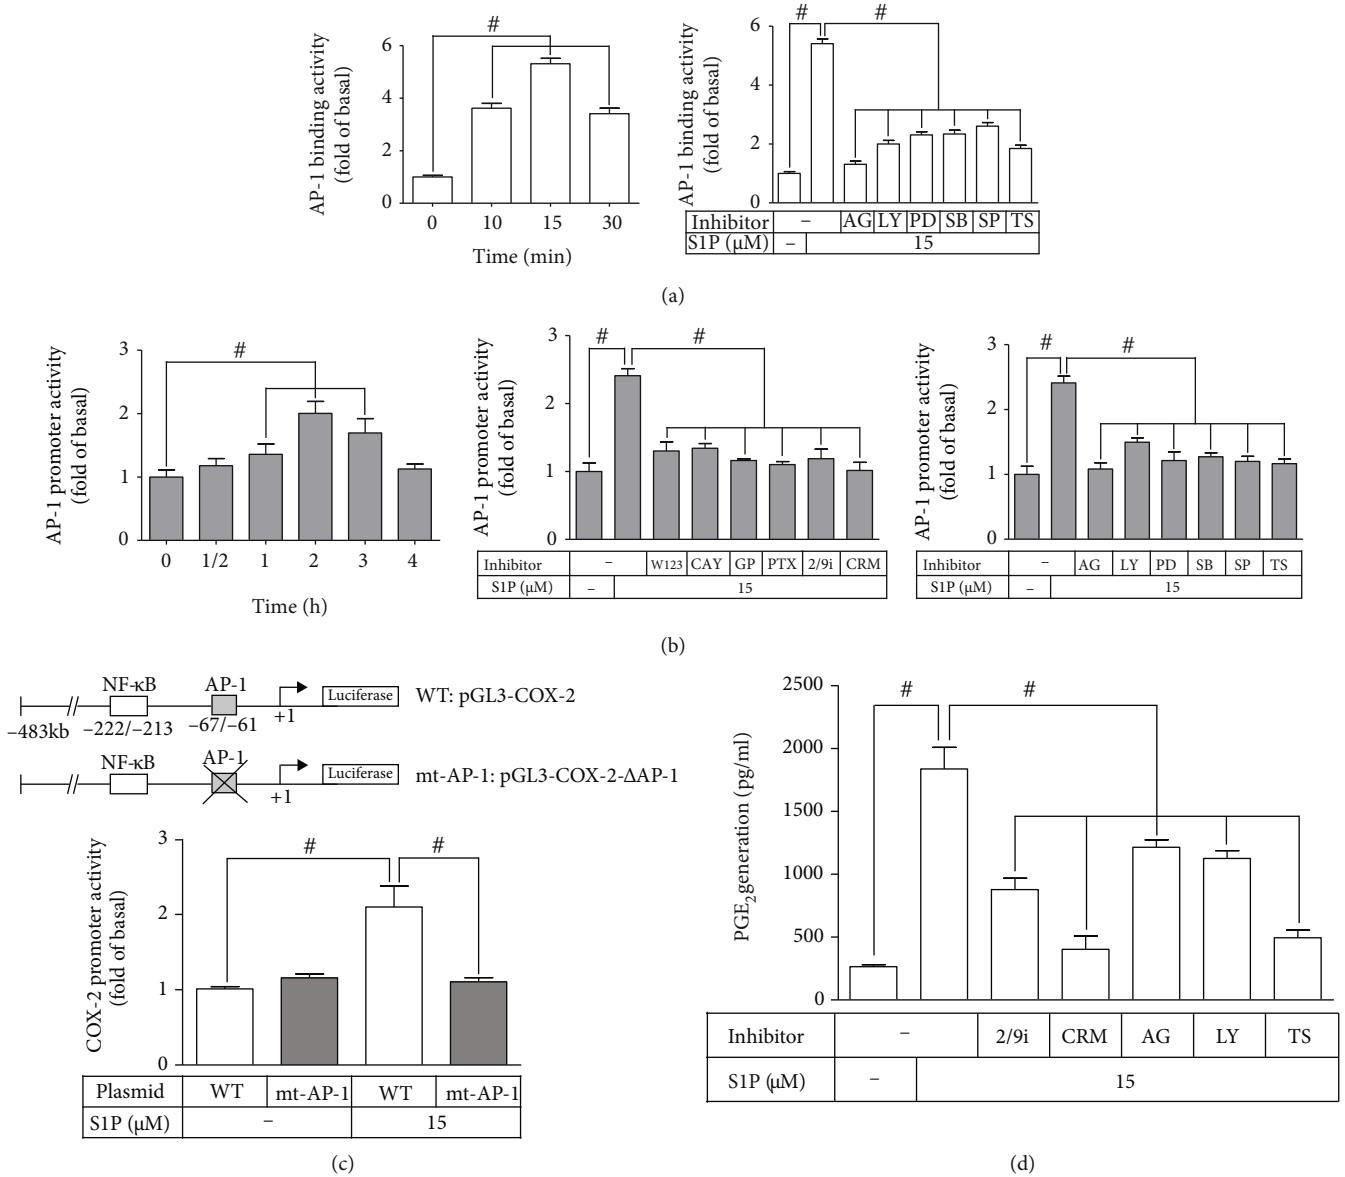 #
AP-1 binding activity
(fold of basal)
6
4
2
0
0 10 15 30
Time (min)
# #
AP-1 binding activity
(fold of basal)
6
4
2
0
Inhibitor – AG LY PD SB SP TS
S1P (μM) – 15
(a)
#
AP-1 promoter activity
(fold of basal)
3
2
1
0
0 1/2 1 2 3 4
Time (h)
# #
AP-1 promoter activity
(fold of basal)
3
2
1
0
Inhibitor – W123 CAY GP PTX 2/9i CRM
S1P (μM) – 15
# #
AP-1 promoter activity
(fold of basal)
3
2
1
0
Inhibitor – AG LY PD SB SP TS
S1P (μM) – 15
(b)
NF-κB AP-1 Luciferase WT: pGL3-COX-2
−483kb −222/−213 −67/−61 +1
NF-κB AP-1 Luciferase mt-AP-1: pGL3-COX-2-ΔAP-1
+1
# #
COX-2 promoter activity
(fold of basal)
3
2
1
0
Plasmid WT mt-AP-1 WT mt-AP-1
S1P (μM) – 15
(c)
# #
PGE2 generation (pg/ml)
2500
2000
1500
1000
500
0
Inhibitor – 2/9i CRM AG LY TS
S1P (μM) – 15
(d)